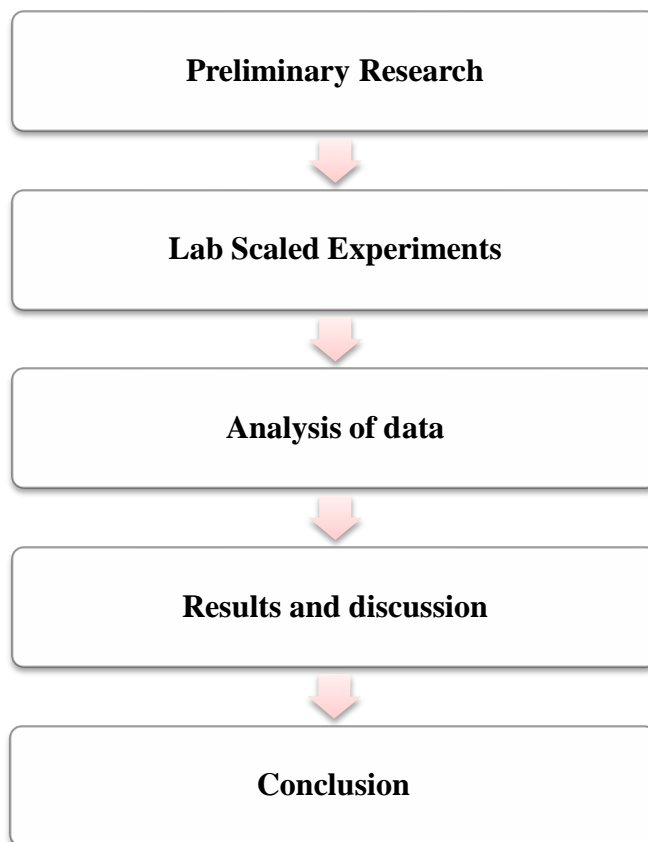 Preliminary Research
Lab Scaled Experiments
Analysis of data
Results and discussion
Conclusion